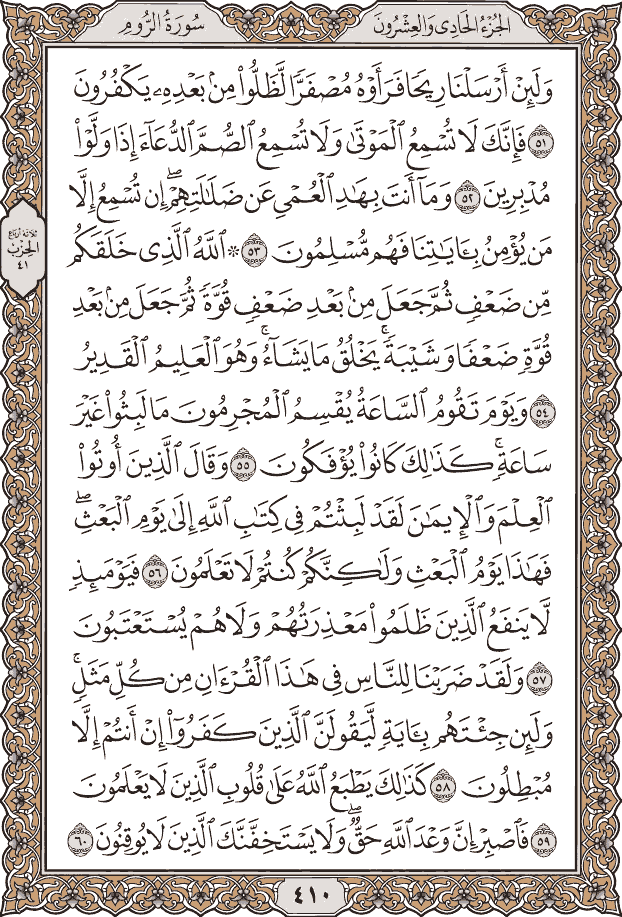 الجزء الحادي والعشرون
سورة الروم
وَلَئِنْ أَرْسَلْنَا رِيحًا فَرَأَوْهُ مُصْفَرًّا لَّظَلُّوا۟ مِنۢ بَعْدِهِۦ يَكْفُرُونَ
٥١ فَإِنَّكَ لَا تُسْمِعُ ٱلْمَوْتَىٰ وَلَا تُسْمِعُ ٱلصُّمَّ ٱلدُّعَآءَ إِذَا وَلَّوْا۟
مُدْبِرِينَ ٥٢ وَمَآ أَنتَ بِهَٰدِ ٱلْعُمْىِ عَن ضَلَٰلَتِهِمْ ۖ إِن تُسْمِعُ إِلَّا
مَن يُؤْمِنُ بِـَٔايَٰتِنَا فَهُم مُّسْلِمُونَ ٥٣ ۞ ٱللَّهُ ٱلَّذِى خَلَقَكُم
ثلاثة أرباع
الحزب
٤١
مِّن ضَعْفٍ ثُمَّ جَعَلَ مِنۢ بَعْدِ ضَعْفٍ قُوَّةً ثُمَّ جَعَلَ مِنۢ بَعْدِ
قُوَّةٍ ضَعْفًا وَشَيْبَةً ۚ يَخْلُقُ مَا يَشَآءُ ۖ وَهُوَ ٱلْعَلِيمُ ٱلْقَدِيرُ
٥٤ وَيَوْمَ تَقُومُ ٱلسَّاعَةُ يُقْسِمُ ٱلْمُجْرِمُونَ مَا لَبِثُوا۟ غَيْرَ
سَاعَةٍ ۚ كَذَٰلِكَ كَانُوا۟ يُؤْفَكُونَ ٥٥ وَقَالَ ٱلَّذِينَ أُوتُوا۟
ٱلْعِلْمَ وَٱلْإِيمَٰنَ لَقَدْ لَبِثْتُمْ فِى كِتَٰبِ ٱللَّهِ إِلَىٰ يَوْمِ ٱلْبَعْثِ ۖ
فَهَٰذَا يَوْمُ ٱلْبَعْثِ وَلَٰكِنَّكُمْ كُنتُمْ لَا تَعْلَمُونَ ٥٦ فَيَوْمَئِذٍ
لَّا يَنفَعُ ٱلَّذِينَ ظَلَمُوا۟ مَعْذِرَتُهُمْ وَلَا هُمْ يُسْتَعْتَبُونَ
٥٧ وَلَقَدْ ضَرَبْنَا لِلنَّاسِ فِى هَٰذَا ٱلْقُرْءَانِ مِن كُلِّ مَثَلٍ ۚ
وَلَئِن جِئْتَهُم بِـَٔايَةٍ لَّيَقُولَنَّ ٱلَّذِينَ كَفَرُوٓا۟ إِنْ أَنتُمْ إِلَّا
مُبْطِلُونَ ٥٨ كَذَٰلِكَ يَطْبَعُ ٱللَّهُ عَلَىٰ قُلُوبِ ٱلَّذِينَ لَا يَعْلَمُونَ
٥٩ فَٱصْبِرْ إِنَّ وَعْدَ ٱللَّهِ حَقٌّ ۖ وَلَا يَسْتَخِفَّنَّكَ ٱلَّذِينَ لَا يُوقِنُونَ ٦٠
٤١٠